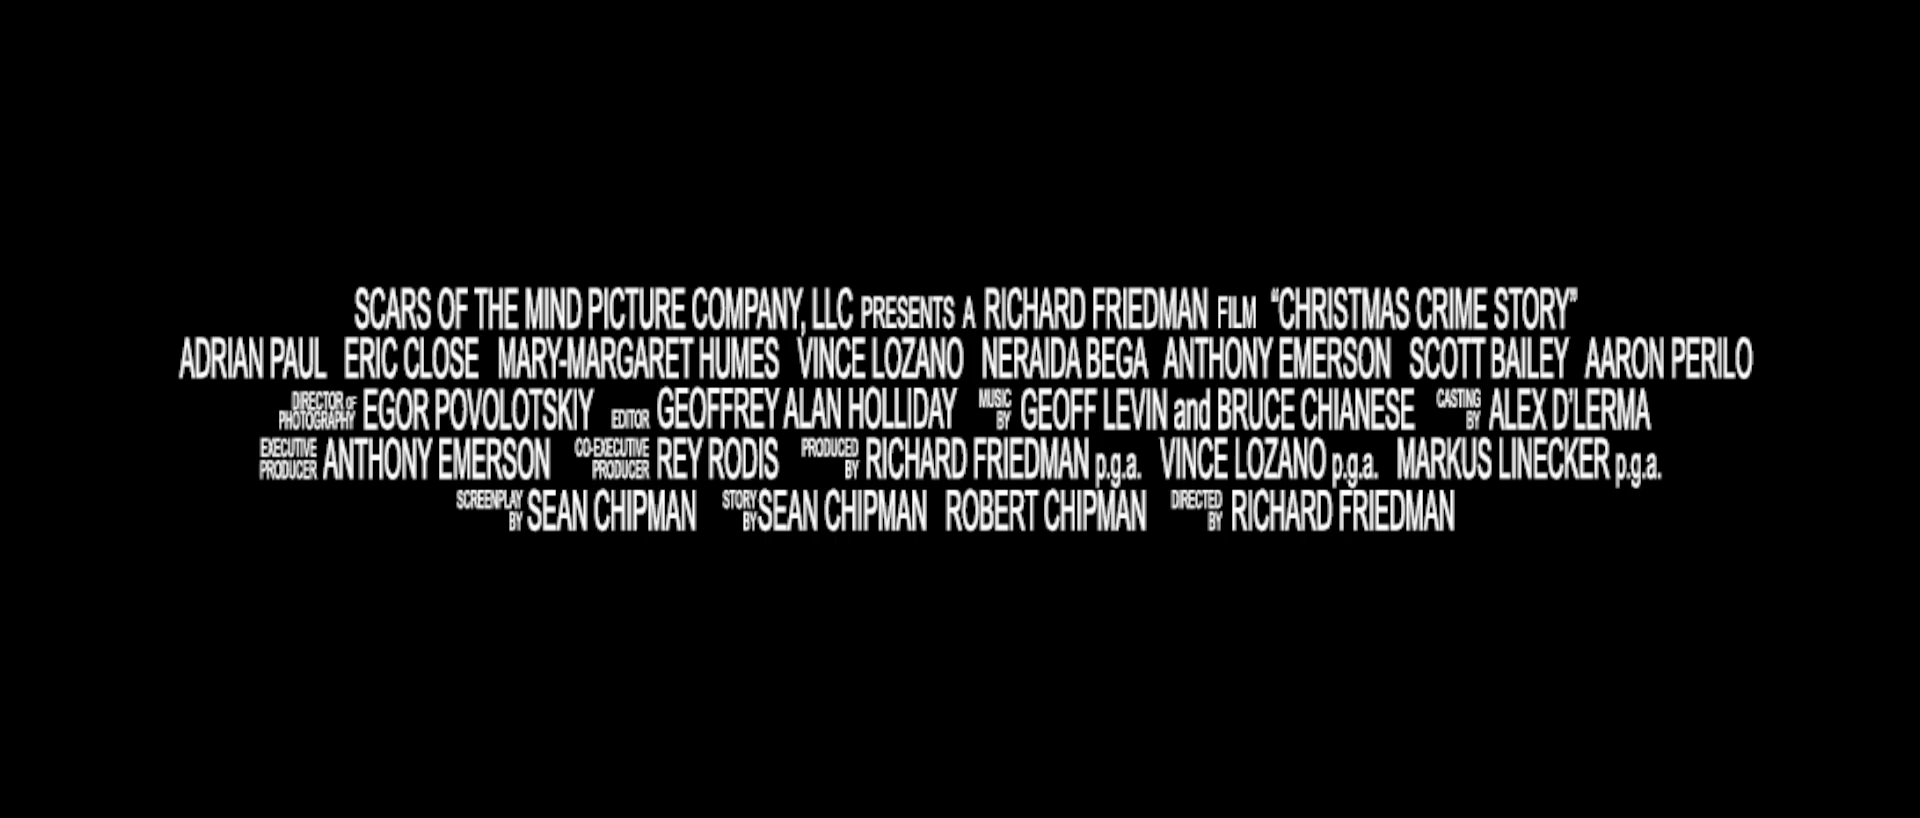 SCARS OF THE MIND PICTURE COMPANY, LLC PRESENTS A RICHARD FRIEDMAN FILM “CHRISTMAS CRIME STORY”
ADRIAN PAUL ERIC CLOSE MARY-MARGARET HUMES VINCE LOZANO NERAIDA BEGA ANTHONY EMERSON SCOTT BAILEY AARON PERILO
DIRECTOR OF PHOTOGRAPHY EGOR POVOLOTSKIY EDITOR GEOFFREY ALAN HOLLIDAY MUSIC BY GEOFF LEVIN and BRUCE CHIANESE CASTING BY ALEX D’LERMA
EXECUTIVE PRODUCER ANTHONY EMERSON CO-EXECUTIVE PRODUCER REY RODIS PRODUCED BY RICHARD FRIEDMAN p.g.a. VINCE LOZANO p.g.a. MARKUS LINECKER p.g.a.
SCREENPLAY BY SEAN CHIPMAN STORY BY SEAN CHIPMAN ROBERT CHIPMAN DIRECTED BY RICHARD FRIEDMAN